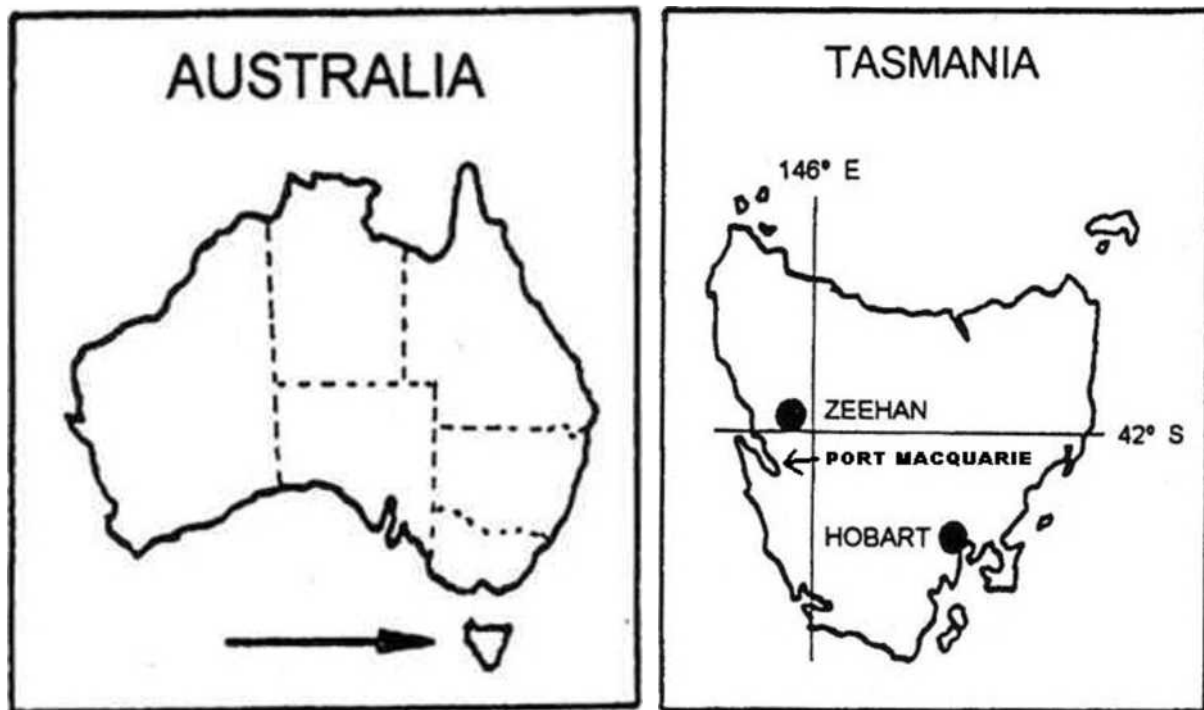 AUSTRALIA
TASMANIA
146° E
ZEEHAN
42° S
PORT MACQUARIE
HOBART